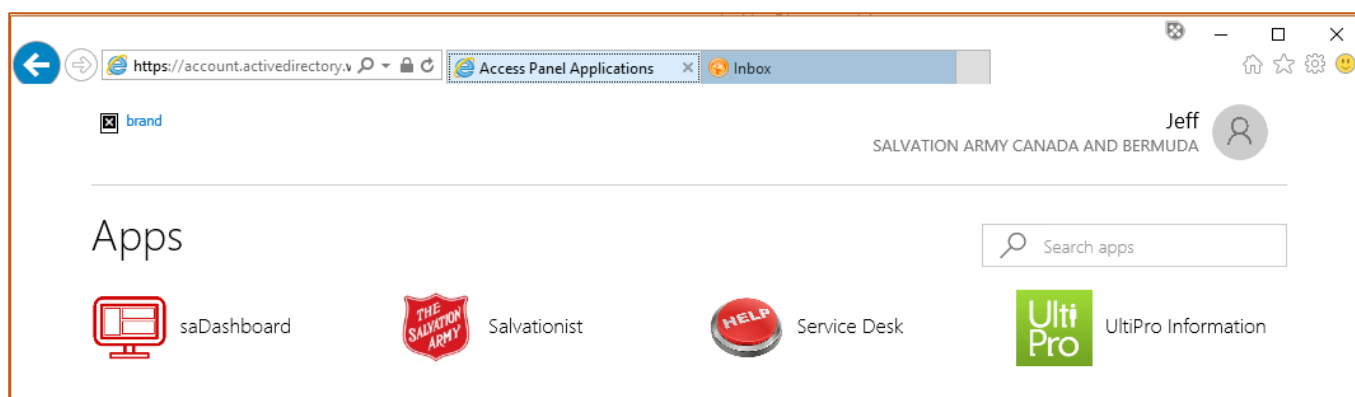 https://account.activedirectory.v
Access Panel Applications
Inbox
brand
Jeff
SALVATION ARMY CANADA AND BERMUDA
Apps
Search apps
saDashboard
THE
SALVATION
ARMY
Salvationist
HELP
Service Desk
Ulti
Pro
UltiPro Information